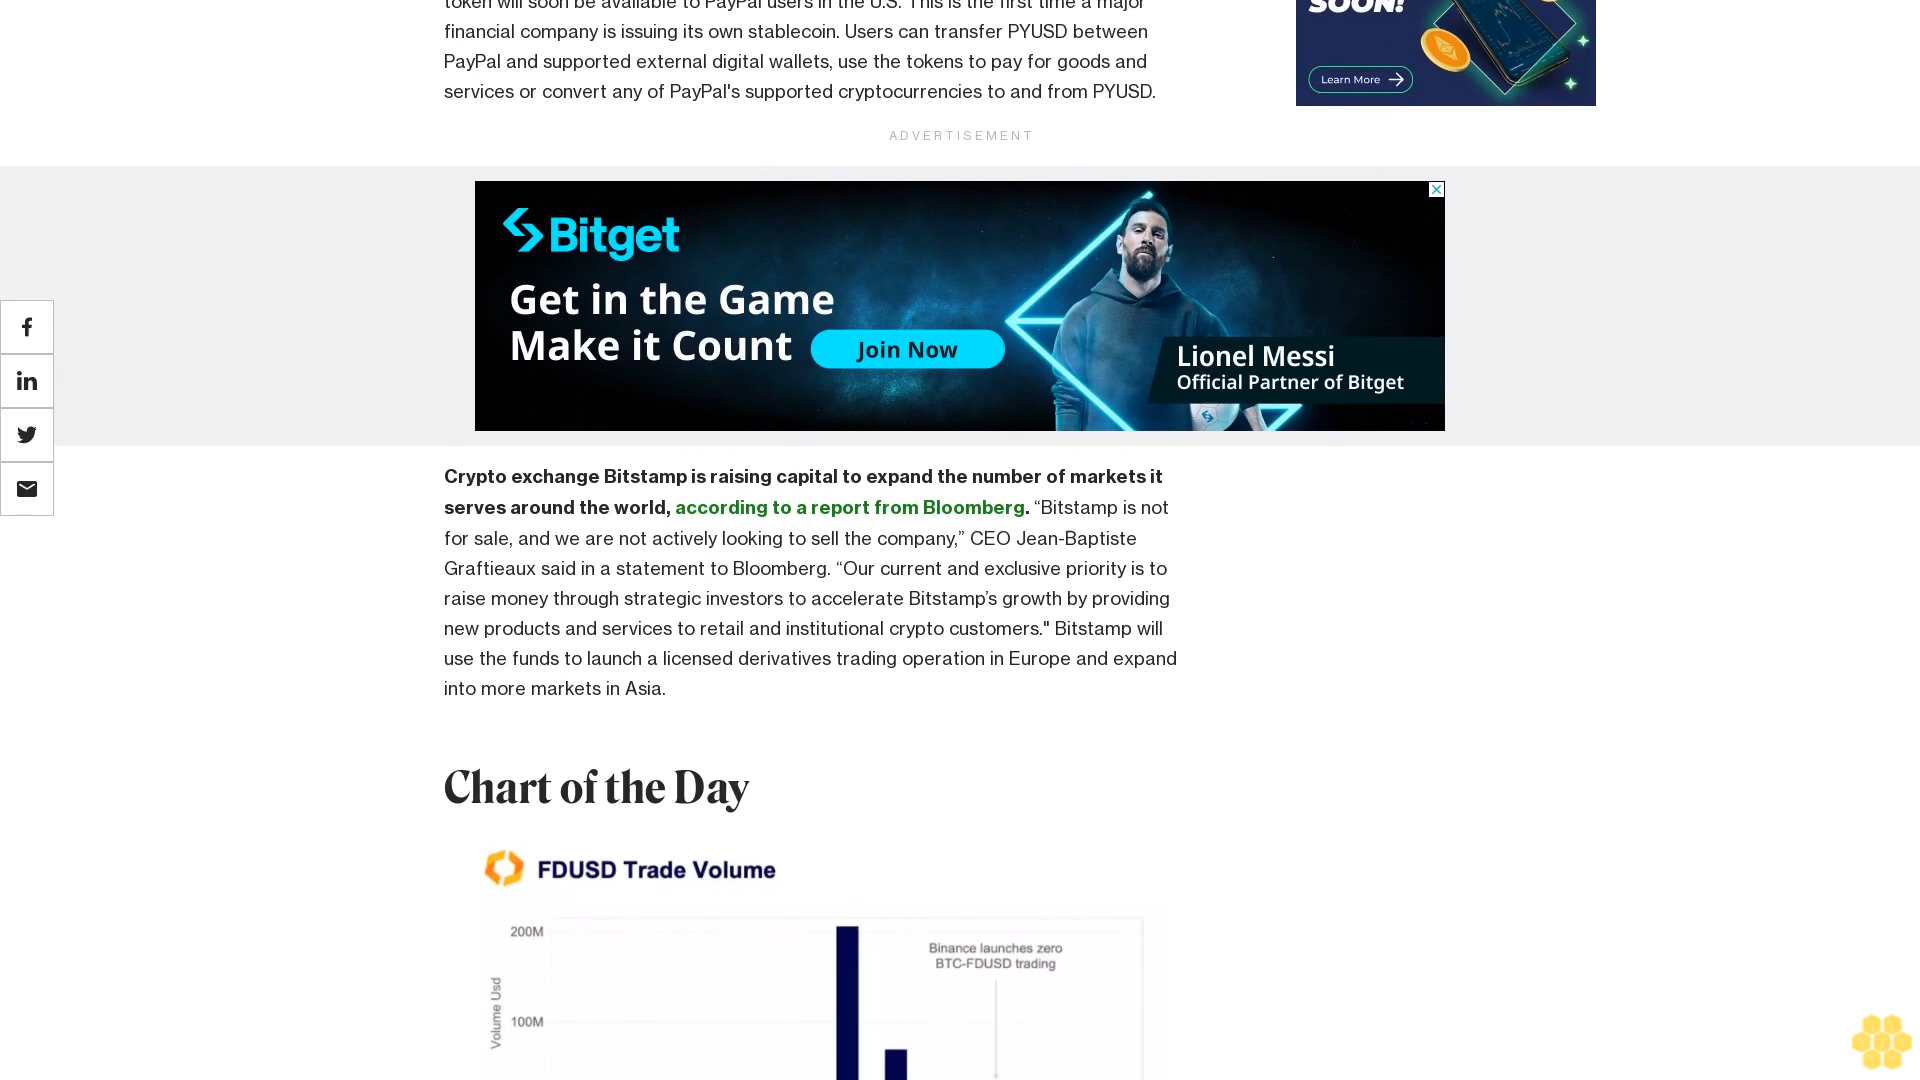 token will soon be available to PayPal users in the U.S. This is the first time a major
financial company is issuing its own stablecoin. Users can transfer PYUSD between
PayPal and supported external digital wallets, use the tokens to pay for goods and
services or convert any of PayPal's supported cryptocurrencies to and from PYUSD.
SOON!
Learn More
ADVERTISEMENT
Bitget
Get in the Game
Make it Count
Join Now
Lionel Messi
Official Partner of Bitget
Crypto exchange Bitstamp is raising capital to expand the number of markets it
serves around the world, according to a report from Bloomberg. “Bitstamp is not
for sale, and we are not actively looking to sell the company,” CEO Jean-Baptiste
Graftieaux said in a statement to Bloomberg. “Our current and exclusive priority is to
raise money through strategic investors to accelerate Bitstamp’s growth by providing
new products and services to retail and institutional crypto customers." Bitstamp will
use the funds to launch a licensed derivatives trading operation in Europe and expand
into more markets in Asia.
Chart of the Day
FDUSD Trade Volume
200M
Binance launches zero
BTC-FDUSD trading
Volume Usd
100M